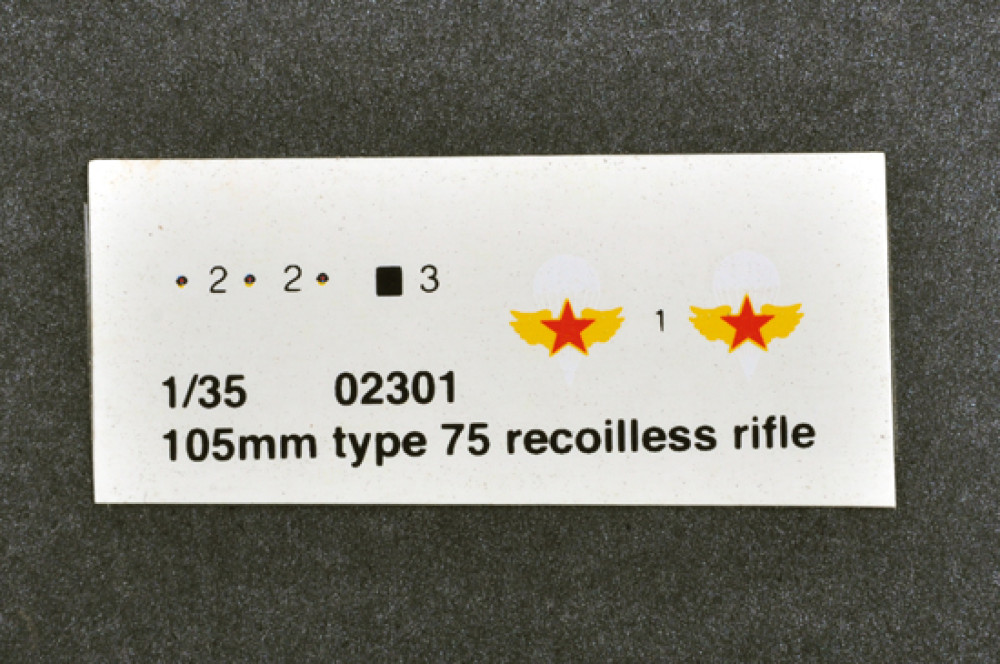 2 2 3
1
1/35 02301
105mm type 75 recoilless rifle